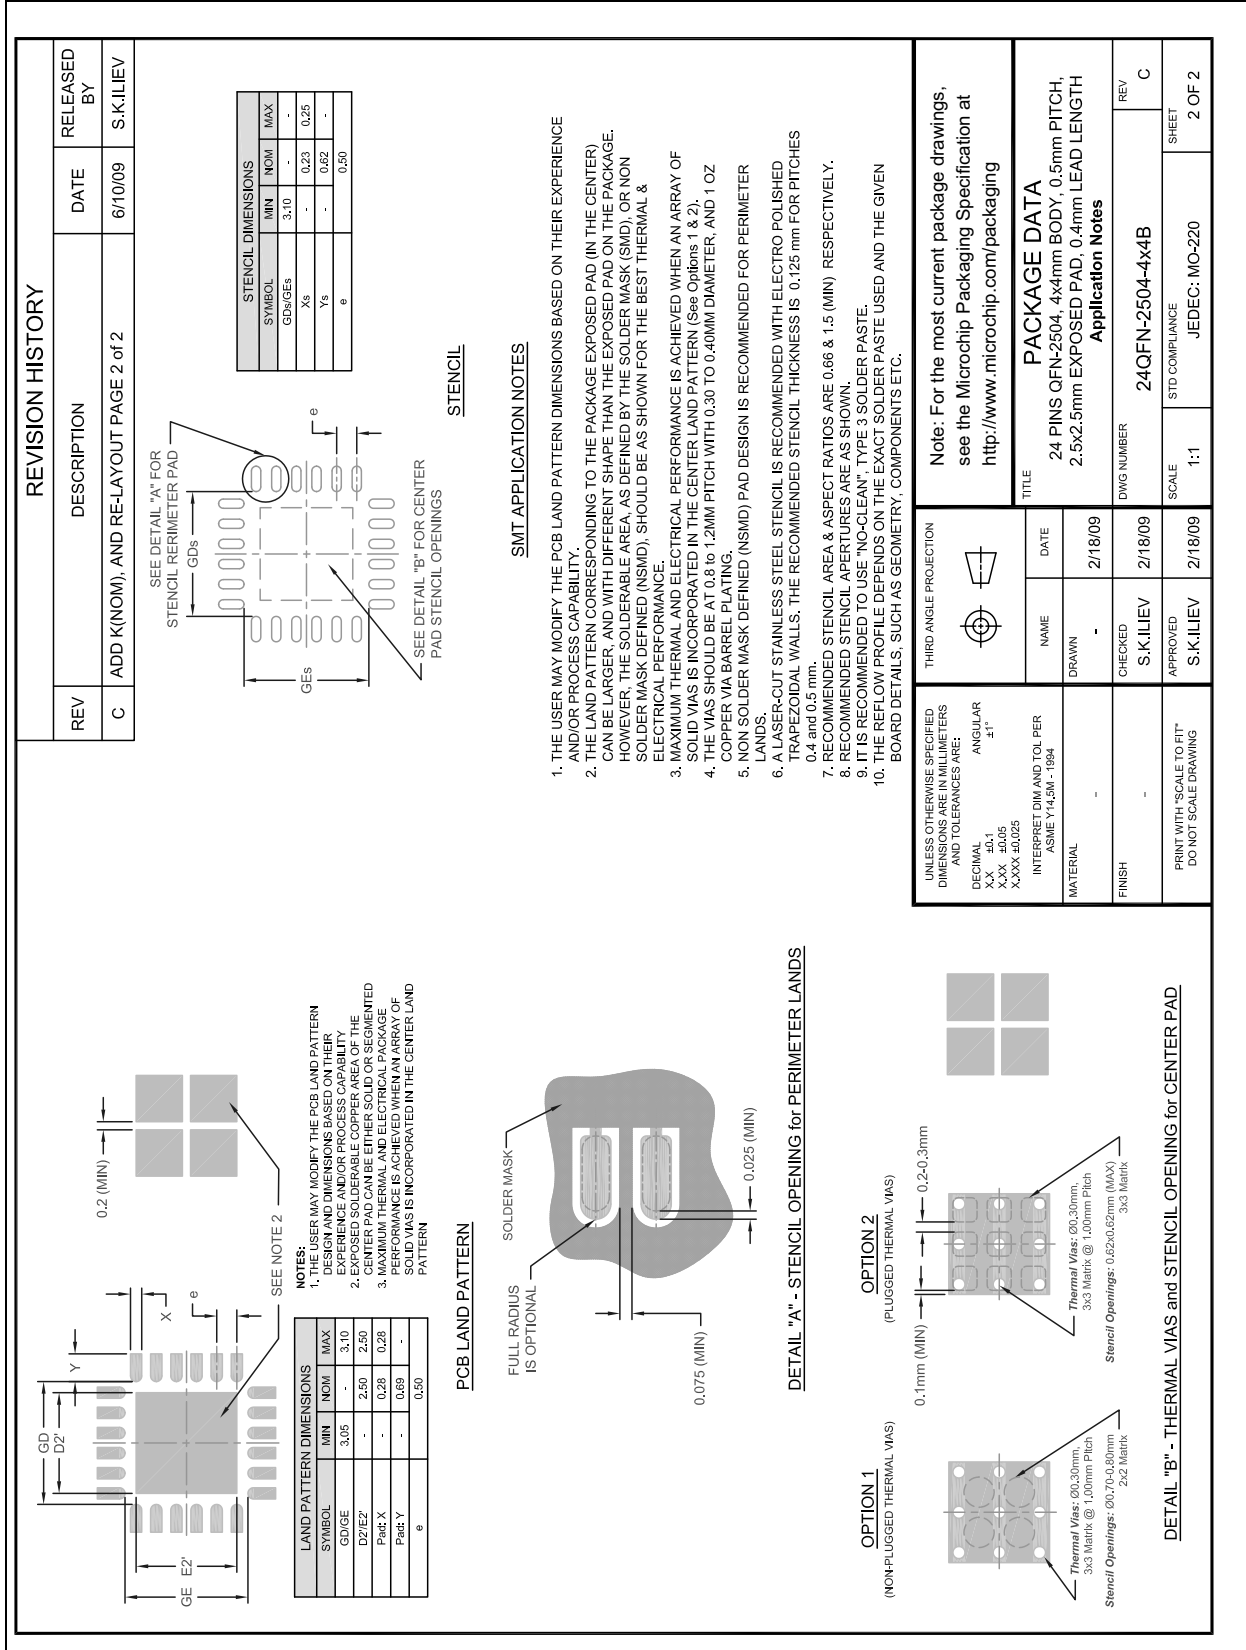 REVISION HISTORY
REV DESCRIPTION DATE RELEASED BY
C ADD K(NOM), AND RE-LAYOUT PAGE 2 of 2 6/10/09 S.K.ILIEV
GD
D2'
Y
X
e
GE
E2'
0.2 (MIN)
SEE NOTE 2
LAND PATTERN DIMENSIONS
SYMBOL MIN NOM MAX
GD/GE 3.05 - 3.10
D2'/E2' - 2.50 2.50
Pad: X - 0.28 0.28
Pad: Y - 0.69 -
e 0.50
NOTES:
1. THE USER MAY MODIFY THE PCB LAND PATTERN
DESIGN AND DIMENSIONS BASED ON THEIR
EXPERIENCE AND/OR PROCESS CAPABILITY
2. EXPOSED SOLDERABLE COPPER AREA OF THE
CENTER PAD CAN BE EITHER SOLID OR SEGMENTED
3. MAXIMUM THERMAL AND ELECTRICAL PACKAGE
PERFORMANCE IS ACHIEVED WHEN AN ARRAY OF
SOLID VIAS IS INCORPORATED IN THE CENTER LAND
PATTERN
PCB LAND PATTERN
SEE DETAIL "A" FOR
STENCIL RERIMETER PAD
GDs
GEs
e
SEE DETAIL "B" FOR CENTER
PAD STENCIL OPENINGS
STENCIL DIMENSIONS
SYMBOL MIN NOM MAX
GDs/GEs 3.10 - -
Xs - 0.23 0.25
Ys - 0.62 -
e 0.50
STENCIL
SOLDER MASK
FULL RADIUS
IS OPTIONAL
0.075 (MIN)
0.025 (MIN)
DETAIL "A" - STENCIL OPENING for PERIMETER LANDS
SMT APPLICATION NOTES
1. THE USER MAY MODIFY THE PCB LAND PATTERN DIMENSIONS BASED ON THEIR EXPERIENCE
AND/OR PROCESS CAPABILITY.
2. THE LAND PATTERN CORRESPONDING TO THE PACKAGE EXPOSED PAD (IN THE CENTER)
CAN BE LARGER, AND WITH DIFFERENT SHAPE THAN THE EXPOSED PAD ON THE PACKAGE.
HOWEVER, THE SOLDERABLE AREA, AS DEFINED BY THE SOLDER MASK (SMD), OR NON
SOLDER MASK DEFINED (NSMD), SHOULD BE AS SHOWN FOR THE BEST THERMAL &
ELECTRICAL PERFORMANCE.
3. MAXIMUM THERMAL AND ELECTRICAL PERFORMANCE IS ACHIEVED WHEN AN ARRAY OF
SOLID VIAS IS INCORPORATED IN THE CENTER LAND PATTERN (See Options 1 & 2).
4. THE VIAS SHOULD BE AT 0.8 to 1.2MM PITCH WITH 0.30 TO 0.40MM DIAMETER, AND 1 OZ
COPPER VIA BARREL PLATING.
5. NON SOLDER MASK DEFINED (NSMD) PAD DESIGN IS RECOMMENDED FOR PERIMETER
LANDS.
6. A LASER-CUT STAINLESS STEEL STENCIL IS RECOMMENDED WITH ELECTRO POLISHED
TRAPEZOIDAL WALLS. THE RECOMMENDED STENCIL THICKNESS IS 0.125 mm FOR PITCHES
0.4 and 0.5 mm.
7. RECOMMENDED STENCIL AREA & ASPECT RATIOS ARE 0.66 & 1.5 (MIN) RESPECTIVELY.
8. RECOMMENDED STENCIL APERTURES ARE AS SHOWN.
9. IT IS RECOMMENDED TO USE "NO-CLEAN", TYPE 3 SOLDER PASTE.
10. THE REFLOW PROFILE DEPENDS ON THE EXACT SOLDER PASTE USED AND THE GIVEN
BOARD DETAILS, SUCH AS GEOMETRY, COMPONENTS ETC.
OPTION 1
(NON-PLUGGED THERMAL VIAS)
Thermal Vias: Ø0.30mm,
3x3 Matrix @ 1.00mm Pitch
Stencil Openings: Ø0.70-0.80mm
2x2 Matrix
OPTION 2
(PLUGGED THERMAL VIAS)
0.1mm (MIN)
0.2-0.3mm
Thermal Vias: Ø0.30mm,
3x3 Matrix @ 1.00mm Pitch
Stencil Openings: 0.62x0.62mm (MAX)
3x3 Matrix
DETAIL "B" - THERMAL VIAS and STENCIL OPENING for CENTER PAD
UNLESS OTHERWISE SPECIFIED
DIMENSIONS ARE IN MILLIMETERS
AND TOLERANCES ARE:
DECIMAL ANGULAR
X.X ±0.1 ±1°
X.XX ±0.05
X.XXX ±0.025
INTERPRET DIM AND TOL PER
ASME Y14.5M - 1994
MATERIAL
-
FINISH
-
PRINT WITH "SCALE TO FIT"
DO NOT SCALE DRAWING
THIRD ANGLE PROJECTION
NAME DATE
DRAWN
- 2/18/09
CHECKED
S.K.ILIEV 2/18/09
APPROVED
S.K.ILIEV 2/18/09
Note: For the most current package drawings,
see the Microchip Packaging Specification at
http://www.microchip.com/packaging
TITLE
PACKAGE DATA
24 PINS QFN-2504, 4x4mm BODY, 0.5mm PITCH,
2.5x2.5mm EXPOSED PAD, 0.4mm LEAD LENGTH
Application Notes
DWG NUMBER
24QFN-2504-4x4B
REV
C
SCALE
1:1
STD COMPLIANCE
JEDEC: MO-220
SHEET
2 OF 2